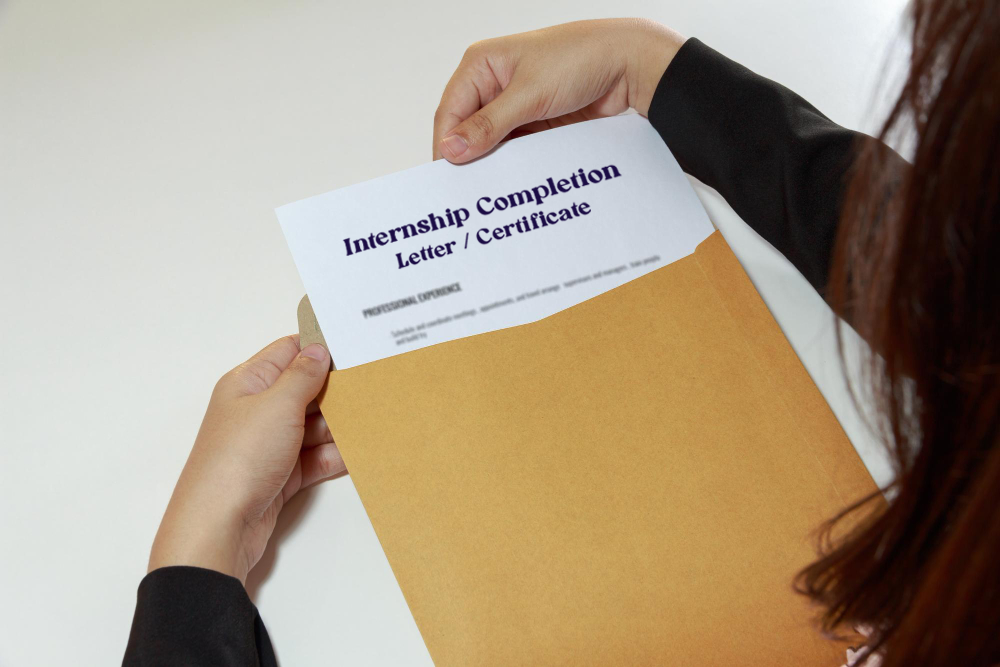 Internship Completion
Letter / Certificate
PROFESSIONAL EXPERIENCE
Schedule and coordinate meetings, appointments, and travel arrange supervisors and managers. train people
and build try